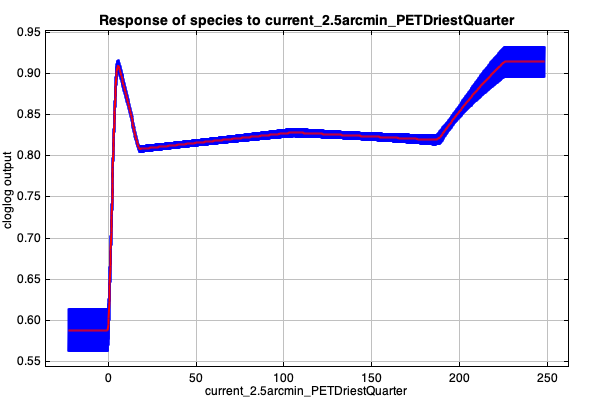 Response of species to current_2.5arcmin_PETDriestQuarter
0.95
0.90
0.85
0.80
0.75
0.70
0.65
0.60
0.55
cloglog output
0 50 100 150 200 250
current_2.5arcmin_PETDriestQuarter